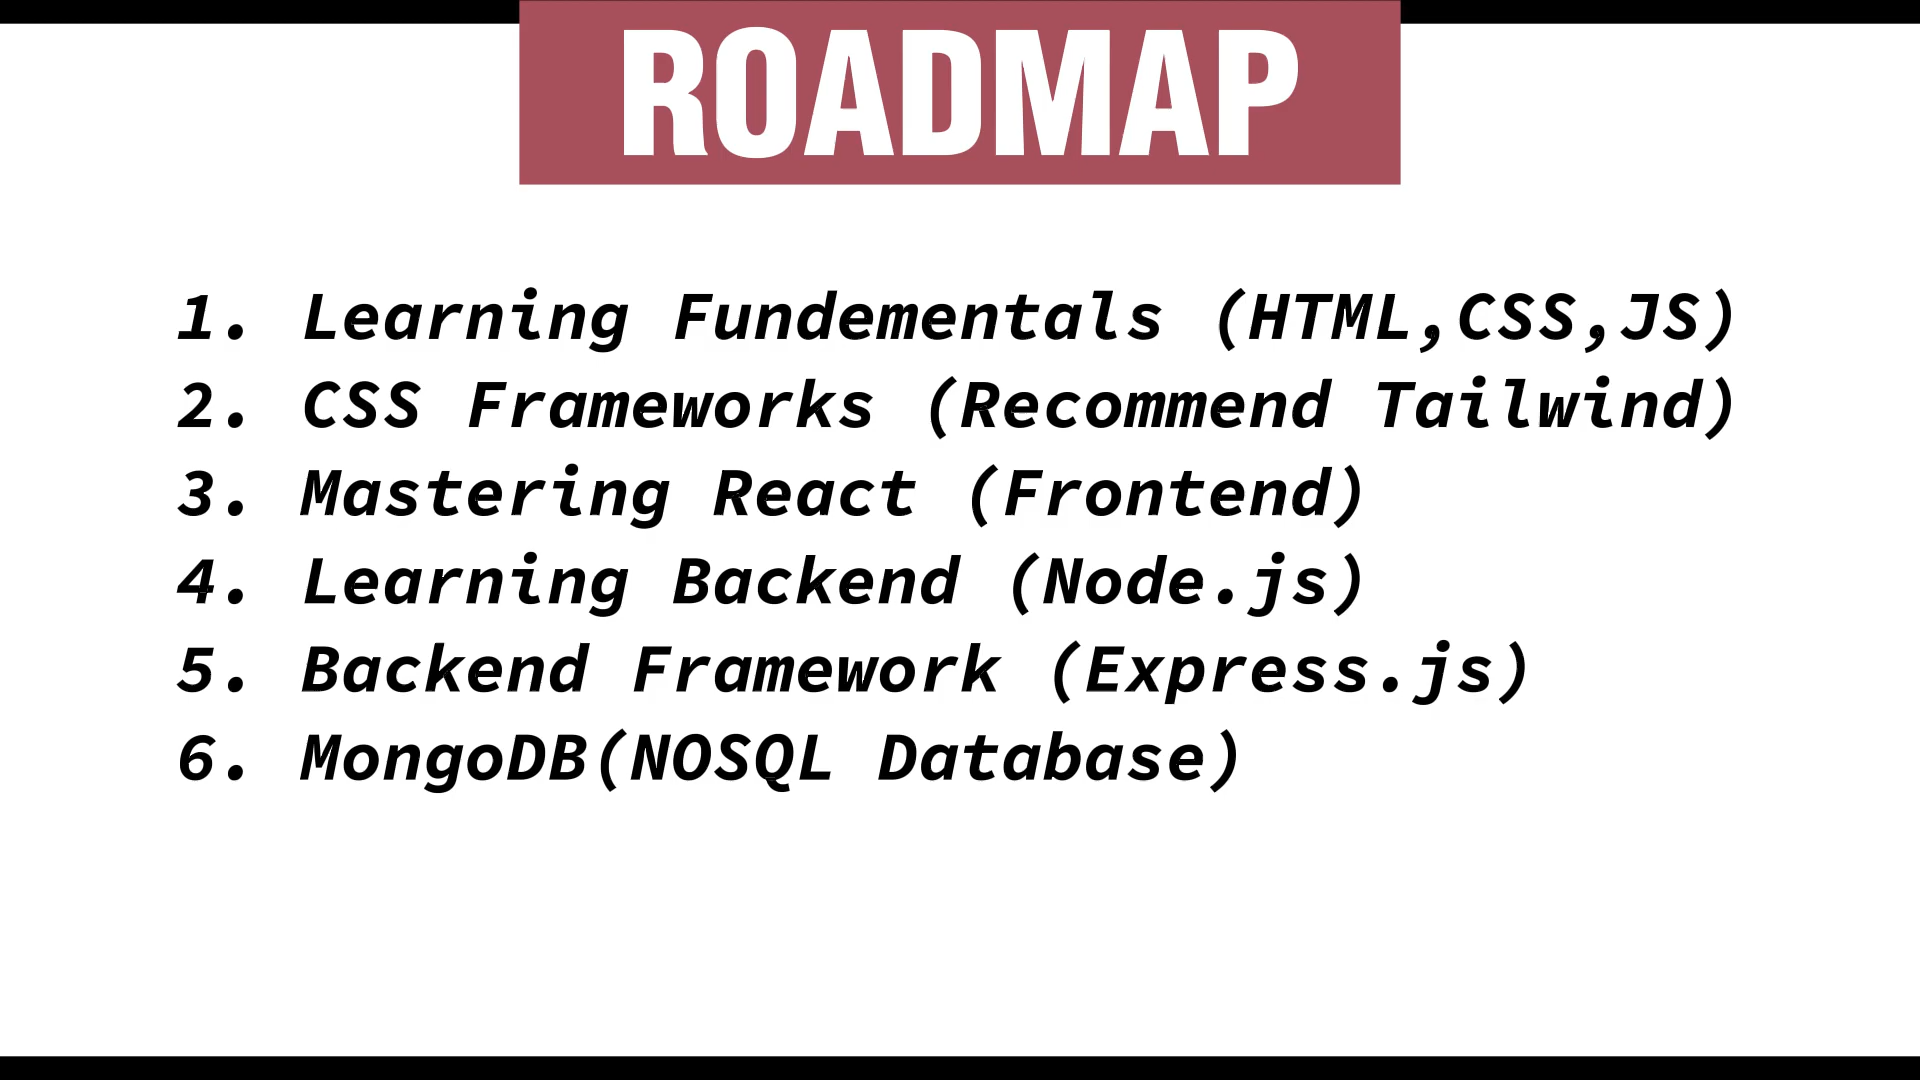 ROADMAP
1. Learning Fundementals (HTML,CSS,JS)
2. CSS Frameworks (Recommend Tailwind)
3. Mastering React (Frontend)
4. Learning Backend (Node.js)
5. Backend Framework (Express.js)
6. MongoDB(NOSQL Database)